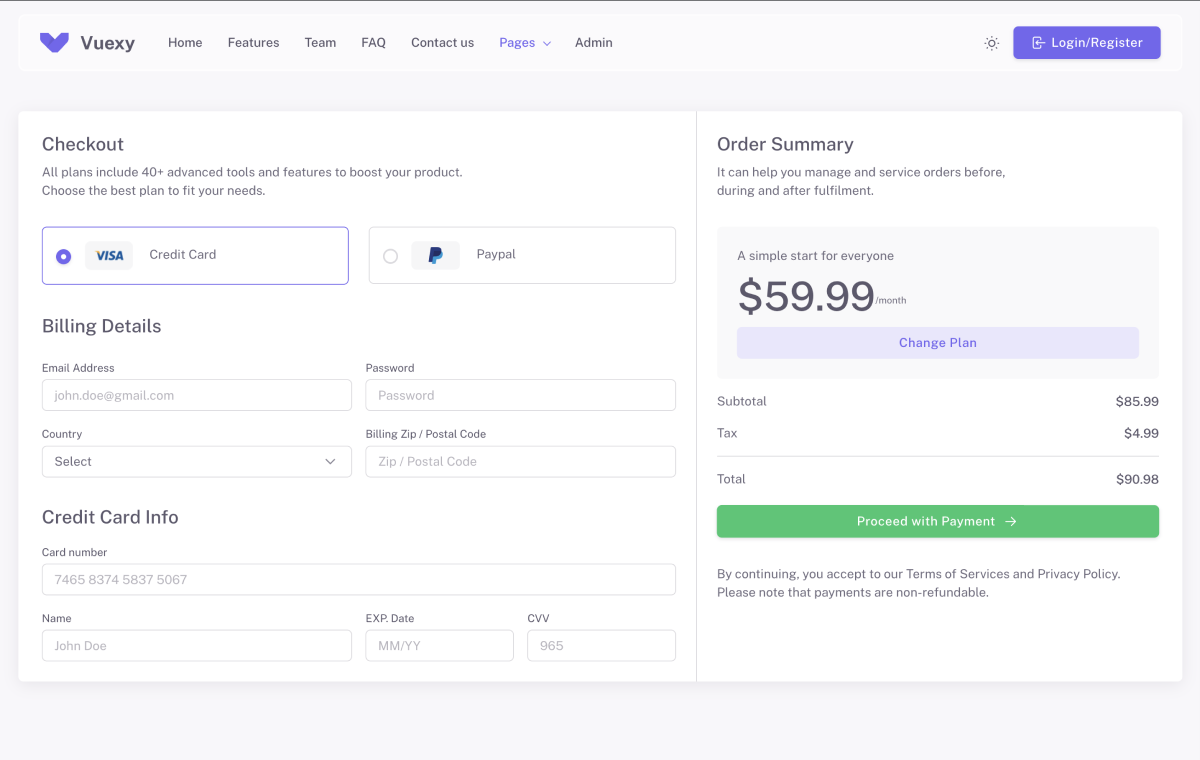 Vuexy
Home
Features
Team
FAQ
Contact us
Pages
Admin
Login/Register
Checkout
All plans include 40+ advanced tools and features to boost your product.
Choose the best plan to fit your needs.
VISA
Credit Card
Paypal
Billing Details
Email Address
Password
john.doe@gmail.com
Password
Country
Billing Zip / Postal Code
Select
Zip / Postal Code
Credit Card Info
Card number
7465 8374 5837 5067
Name
EXP. Date
CVV
John Doe
MM/YY
965
Order Summary
It can help you manage and service orders before,
during and after fulfilment.
A simple start for everyone
$59.99/month
Change Plan
Subtotal $85.99
Tax $4.99
Total $90.98
Proceed with Payment
By continuing, you accept to our Terms of Services and Privacy Policy.
Please note that payments are non-refundable.